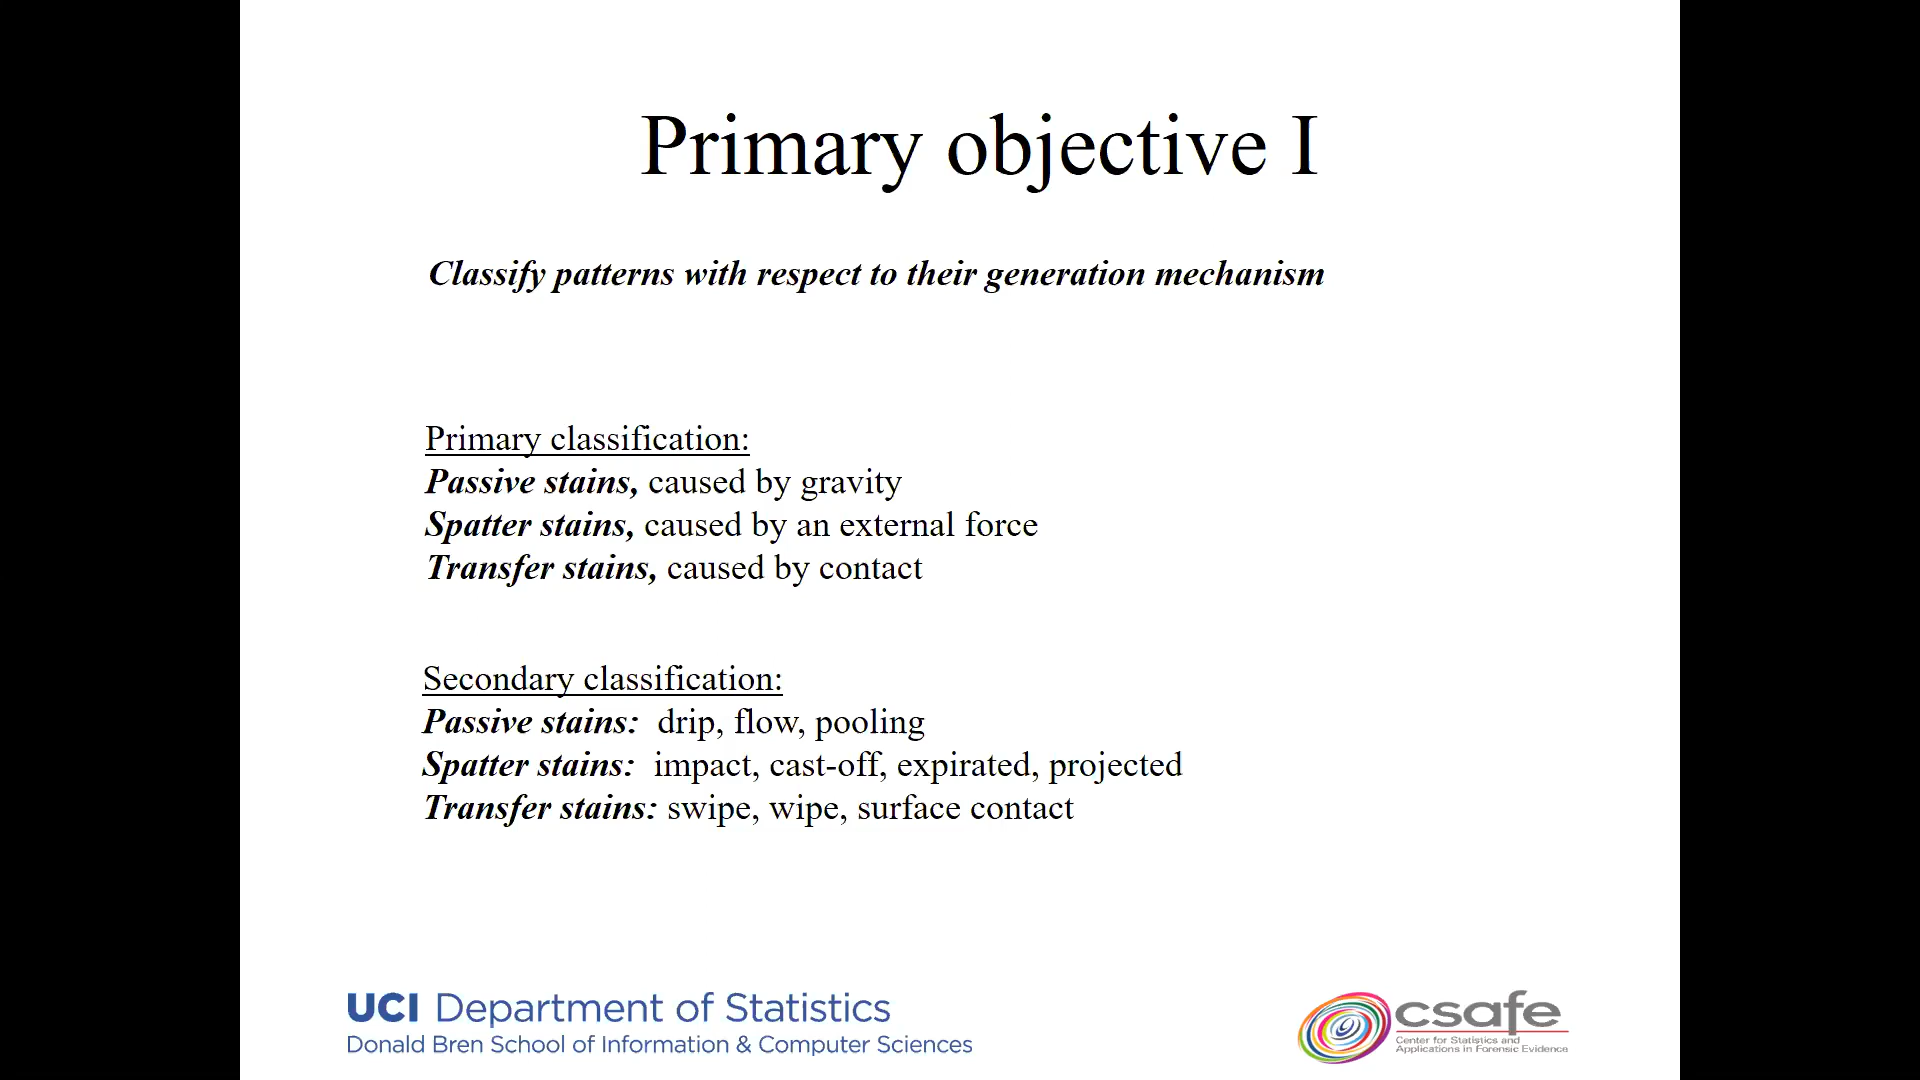 Primary objective I
Classify patterns with respect to their generation mechanism
Primary classification:
Passive stains, caused by gravity
Spatter stains, caused by an external force
Transfer stains, caused by contact
Secondary classification:
Passive stains: drip, flow, pooling
Spatter stains: impact, cast-off, expirated, projected
Transfer stains: swipe, wipe, surface contact
UCI Department of Statistics
Donald Bren School of Information & Computer Sciences
csafe
Center for Statistics and
Applications in Forensic Evidence